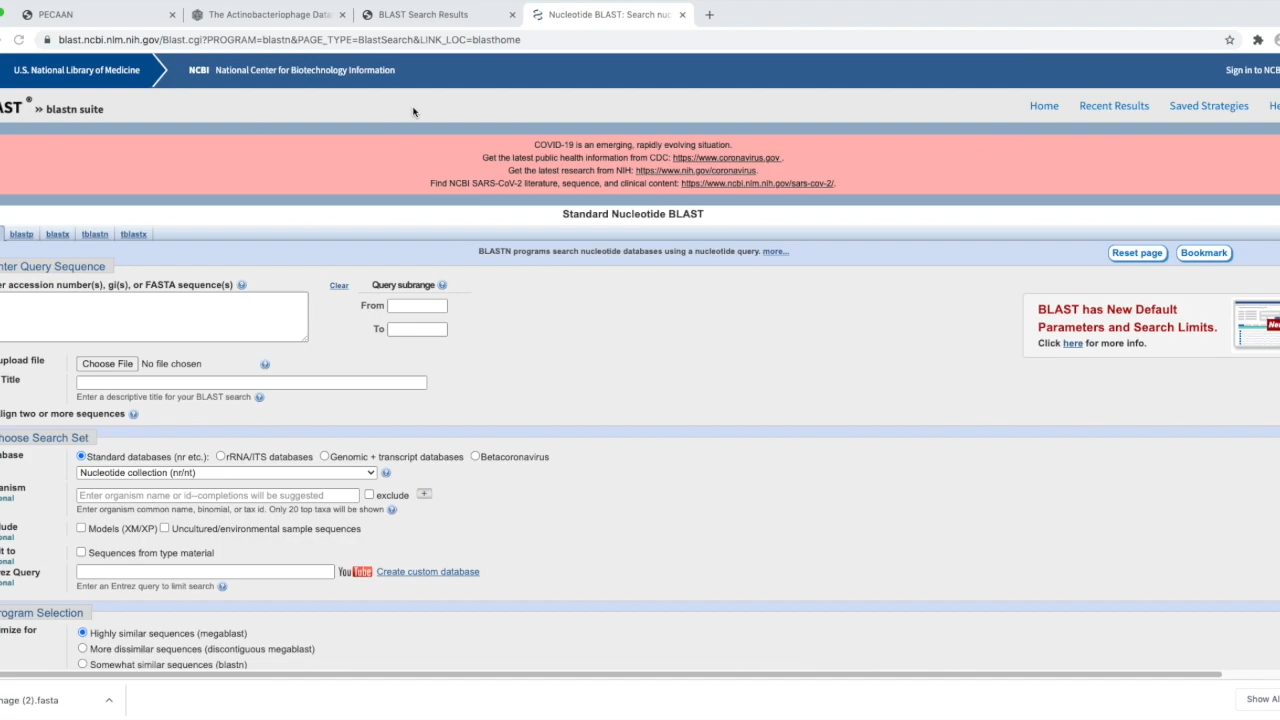 PECAAN
The Actinobacteriophage Data
BLAST Search Results
Nucleotide BLAST: Search nuc
blast.ncbi.nlm.nih.gov/Blast.cgi?PROGRAM=blastn&PAGE_TYPE=BlastSearch&LINK_LOC=blasthome
U.S. National Library of Medicine
NCBI National Center for Biotechnology Information
Sign in to NCB
AST ® » blastn suite
Home Recent Results Saved Strategies He
COVID-19 is an emerging, rapidly evolving situation.
Get the latest public health information from CDC: https://www.coronavirus.gov .
Get the latest research from NIH: https://www.nih.gov/coronavirus.
Find NCBI SARS-CoV-2 literature, sequence, and clinical content: https://www.ncbi.nlm.nih.gov/sars-cov-2/.
Standard Nucleotide BLAST
blastp blastx tblastn tblastx
BLASTN programs search nucleotide databases using a nucleotide query. more...
Reset page Bookmark
nter Query Sequence
er accession number(s), gi(s), or FASTA sequence(s) Clear Query subrange
From
To
BLAST has New Default
Parameters and Search Limits.
Click here for more info.
New
upload file Choose File No file chosen
Title
Enter a descriptive title for your BLAST search
lign two or more sequences
hoose Search Set
abase Standard databases (nr etc.): rRNA/ITS databases Genomic + transcript databases Betacoronavirus
Nucleotide collection (nr/nt)
anism
onal
Enter organism name or id--completions will be suggested exclude +
Enter organism common name, binomial, or tax id. Only 20 top taxa will be shown
lude
onal
Models (XM/XP) Uncultured/environmental sample sequences
it to
onal
Sequences from type material
rez Query
onal
YouTube Create custom database
Enter an Entrez query to limit search
rogram Selection
imize for Highly similar sequences (megablast)
More dissimilar sequences (discontiguous megablast)
Somewhat similar sequences (blastn)
hage (2).fasta
Show Al